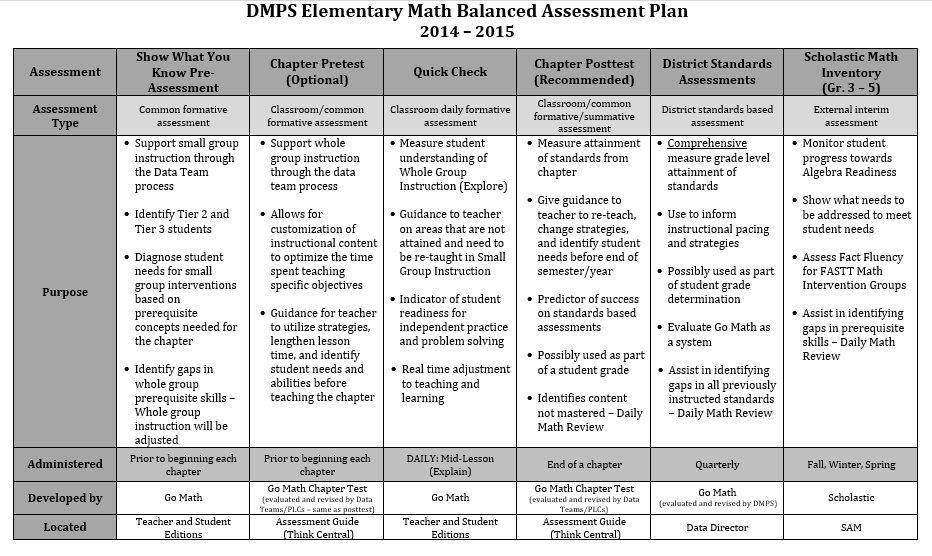 DMPS Elementary Math Balanced Assessment Plan
2014 – 2015
Assessment
Show What You
Know Pre-
Assessment
Chapter Pretest
(Optional)
Quick Check
Chapter Posttest
(Recommended)
District Standards
Assessments
Scholastic Math
Inventory
(Gr. 3 – 5)
Assessment
Type
Common formative
assessment
Classroom/common
formative assessment
Classroom daily formative
assessment
Classroom/common
formative/summative
assessment
District standards based
assessment
External interim
assessment
Purpose
• Support small group
instruction through
the Data Team
process
• Identify Tier 2 and
Tier 3 students
• Diagnose student
needs for small
group interventions
based on
prerequisite
concepts needed for
the chapter
• Identify gaps in
whole group
prerequisite skills –
Whole group
instruction will be
adjusted
• Support whole
group instruction
through the data
team process
• Allows for
customization of
instructional content
to optimize the time
spent teaching
specific objectives
• Guidance for teacher
to utilize strategies,
lengthen lesson
time, and identify
student needs and
abilities before
teaching the chapter
• Measure student
understanding of
Whole Group
Instruction (Explore)
• Guidance to teacher
on areas that are not
attained and need to
be re-taught in Small
Group Instruction
• Indicator of student
readiness for
independent practice
and problem solving
• Real time adjustment
to teaching and
learning
• Measure attainment
of standards from
chapter
• Give guidance to
teacher to re-teach,
change strategies,
and identify student
needs before end of
semester/year
• Predictor of success
on standards based
assessments
• Possibly used as part
of a student grade
• Identifies content
not mastered – Daily
Math Review
• Comprehensive
measure grade level
attainment of
standards
• Use to inform
instructional pacing
and strategies
• Possibly used as part
of student grade
determination
• Evaluate Go Math as
a system
• Assist in identifying
gaps in all previously
instructed standards
– Daily Math Review
• Monitor student
progress towards
Algebra Readiness
• Show what needs to
be addressed to meet
student needs
• Assess Fact Fluency
for FASTT Math
Intervention Groups
• Assist in identifying
gaps in prerequisite
skills – Daily Math
Review
Administered
Prior to beginning each
chapter
Prior to beginning each
chapter
DAILY: Mid-Lesson
(Explain)
End of a chapter
Quarterly
Fall, Winter, Spring
Developed by
Go Math
Go Math Chapter Test
(evaluated and revised by Data
Teams/PLCs – same as posttest)
Go Math
Go Math Chapter Test
(evaluated and revised by Data
Teams/PLCs)
Go Math
(evaluated and revised by DMPS)
Scholastic
Located
Teacher and Student
Editions
Assessment Guide
(Think Central)
Teacher and Student
Editions
Assessment Guide
(Think Central)
Data Director
SAM